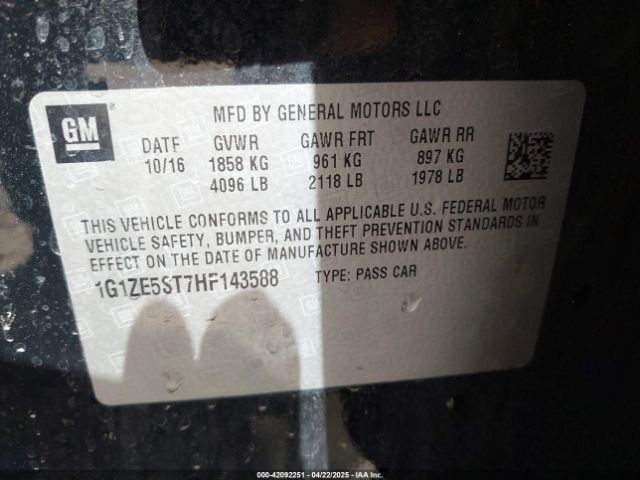 GM
MFD BY GENERAL MOTORS LLC
DATE GVWR GAWR FRT GAWR RR
10/16 1858 KG 961 KG 897 KG
4096 LB 2118 LB 1978 LB
THIS VEHICLE CONFORMS TO ALL APPLICABLE U.S. FEDERAL MOTOR
VEHICLE SAFETY, BUMPER, AND THEFT PREVENTION STANDARDS IN
EFFECT ON THE DATE OF MANUFACTURE SHOWN ABOVE.
1G1ZE5ST7HF143588 TYPE: PASS CAR
000-42092251 - 04/22/2025 - IAA Inc.